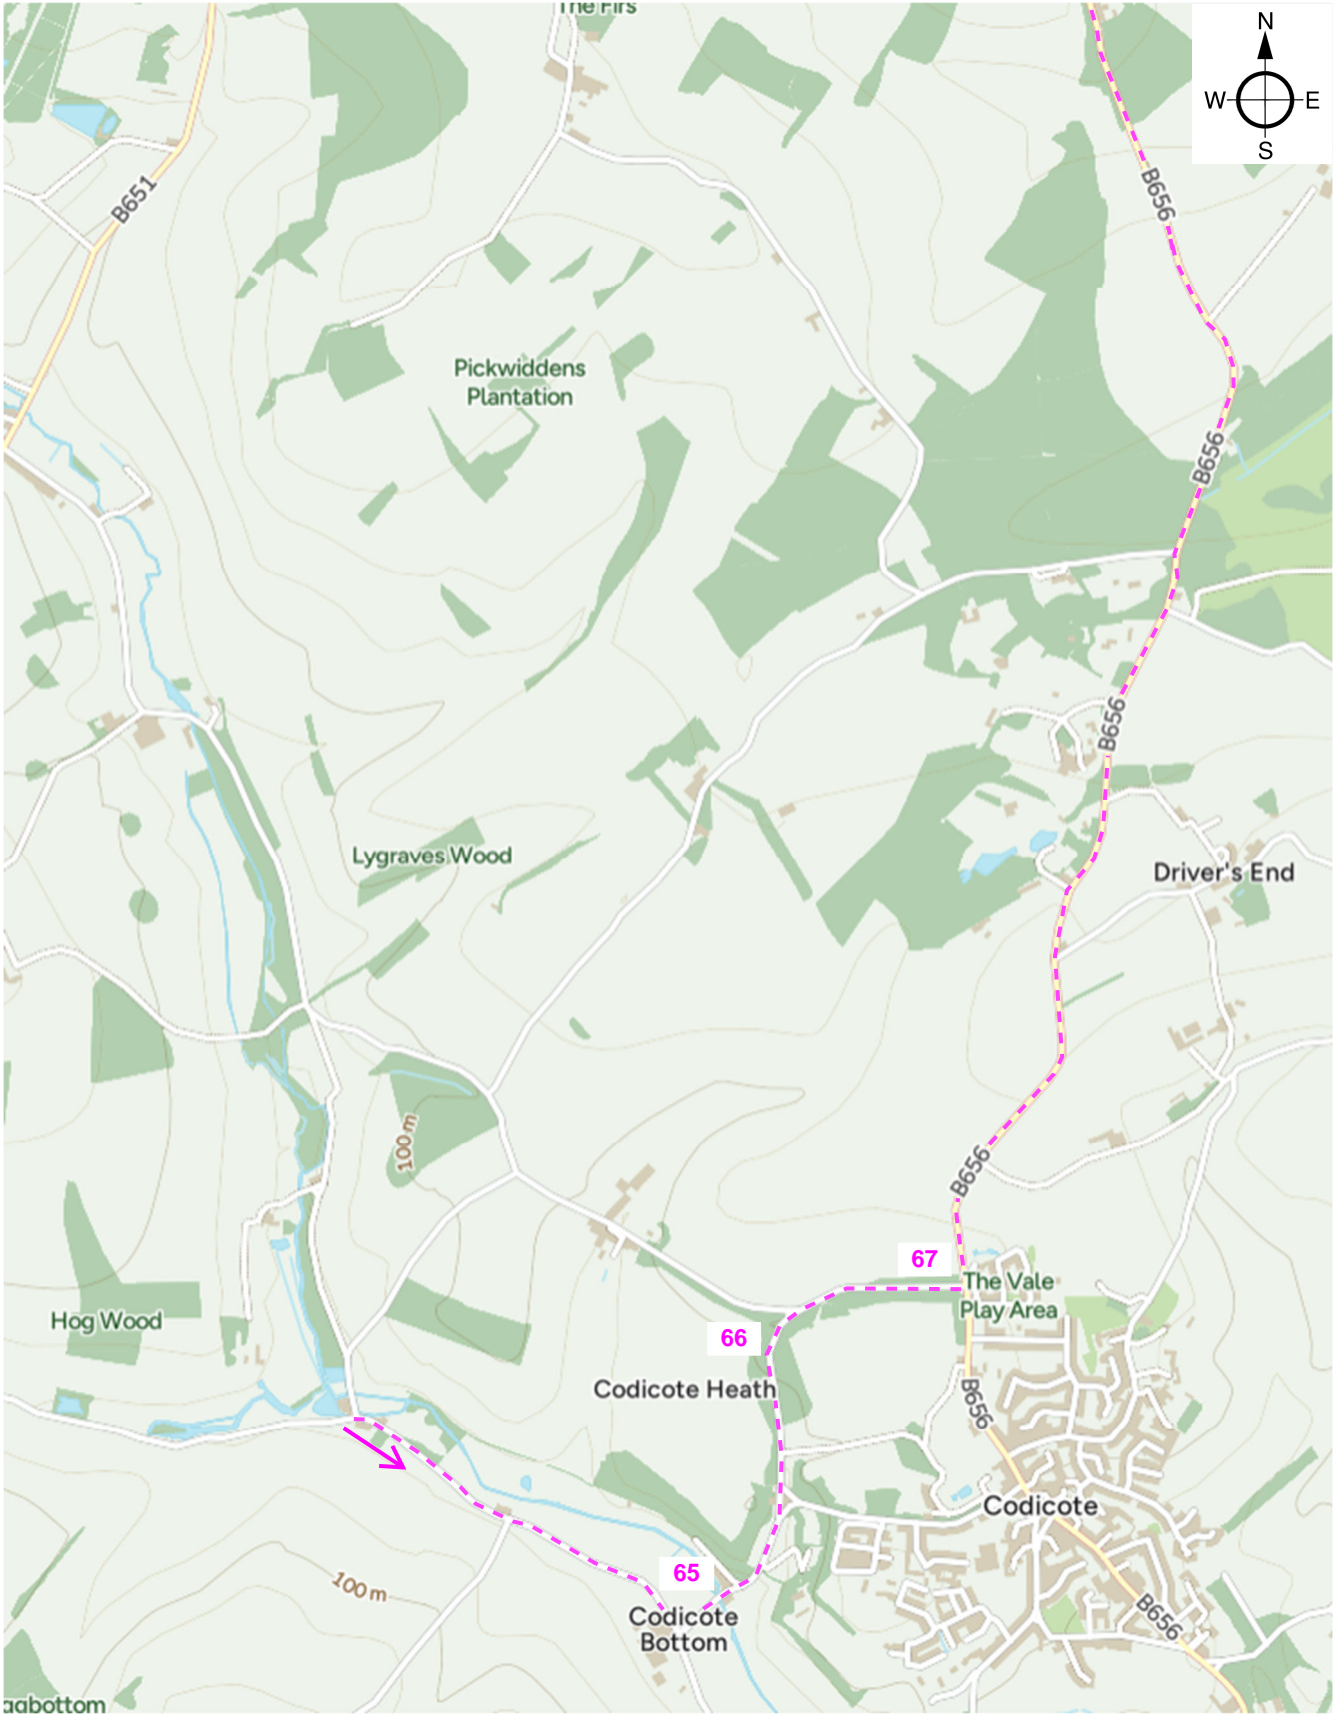 The Firs
N
W
E
S
B651
B656
Pickwiddens
Plantation
B656
B656
Lygraves Wood
Driver's End
100 m
B656
67
The Vale
Play Area
Hog Wood
66
Codicote Heath
B656
Codicote
65
100 m
Codicote
Bottom
B656
aabottom